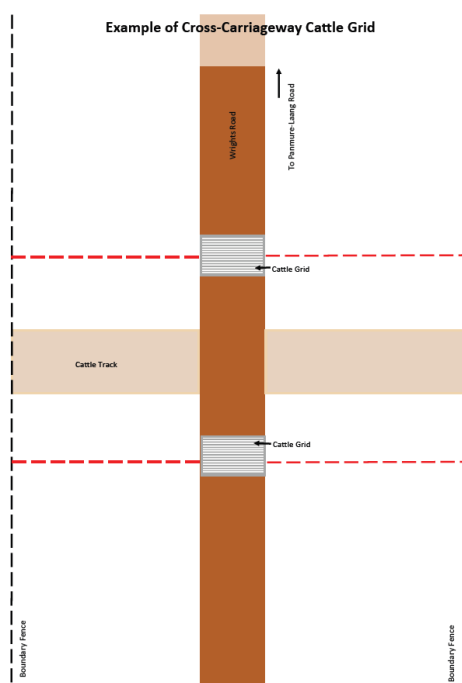 Example of Cross-Carriageway Cattle Grid
Wrights Road
To Panmure-Laang Road
Cattle Grid
Cattle Track
Cattle Grid
Boundary Fence
Boundary Fence